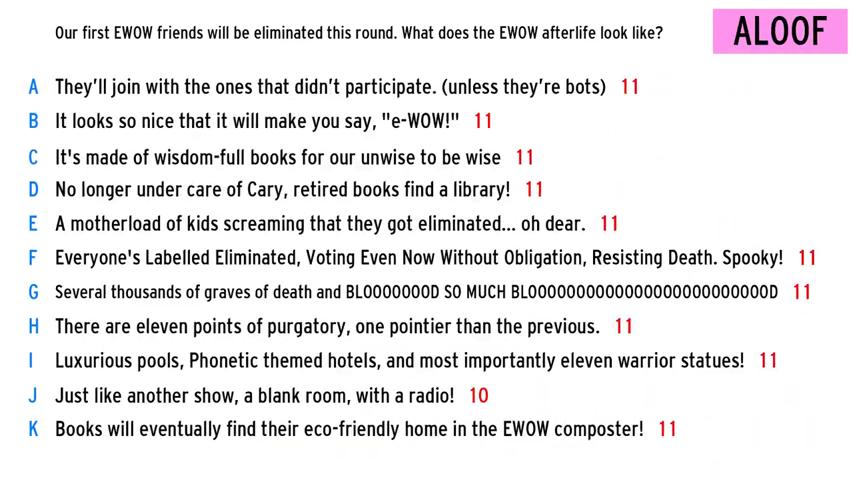 Our first EWOW friends will be eliminated this round. What does the EWOW afterlife look like?
ALOOF
A They'll join with the ones that didn't participate. (unless they're bots) 11
B It looks so nice that it will make you say, "e-WOW!" 11
C It's made of wisdom-full books for our unwise to be wise 11
D No longer under care of Cary, retired books find a library! 11
E A motherload of kids screaming that they got eliminated... oh dear. 11
F Everyone's Labelled Eliminated, Voting Even Now Without Obligation, Resisting Death. Spooky! 11
G Several thousands of graves of death and BLOOOOOOOD SO MUCH BLOOOOOOOOOOOOOOOOOOOOOOOOOOD 11
H There are eleven points of purgatory, one pointier than the previous. 11
I Luxurious pools, Phonetic themed hotels, and most importantly eleven warrior statues! 11
J Just like another show, a blank room, with a radio! 10
K Books will eventually find their eco-friendly home in the EWOW composter! 11